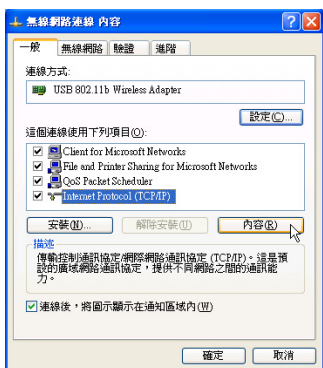 無線網路連線 內容
一般 無線網路 驗證 進階
連線方式:
USB 802.11b Wireless Adapter
設定(C)...
這個連線使用下列項目(O):
Client for Microsoft Networks
File and Printer Sharing for Microsoft Networks
QoS Packet Scheduler
Internet Protocol (TCP/IP)
安裝(N)... 解除安裝(U) 內容(R)
描述
傳輸控制通訊協定/網際網路通訊協定 (TCP/IP)。這是預
設的廣域網路通訊協定，提供不同網路之間的通訊能
力。
連線後，將圖示顯示在通知區域內(W)
確定 取消